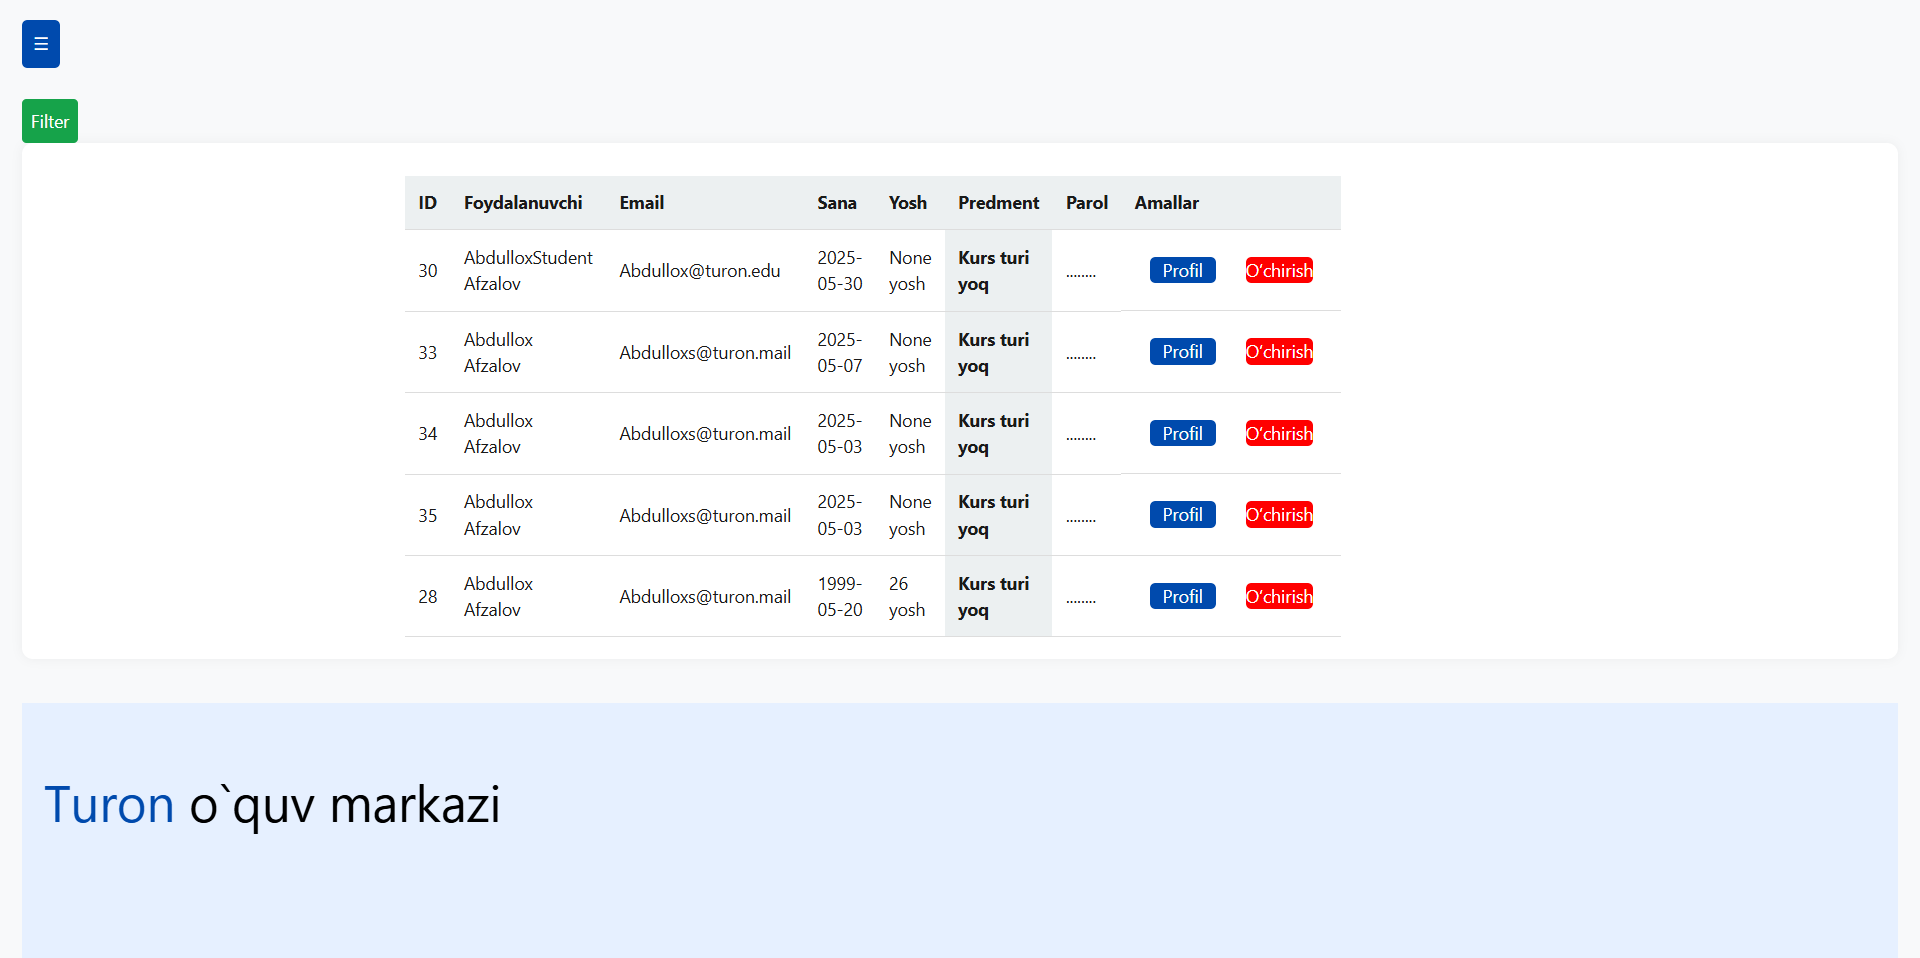 ☰
Filter
ID Foydalanuvchi Email Sana Yosh Predment Parol Amallar
30 AbdulloxStudent Afzalov Abdullox@turon.edu 2025-05-30 None yosh Kurs turi yoq ........ Profil O‘chirish
33 Abdullox Afzalov Abdulloxs@turon.mail 2025-05-07 None yosh Kurs turi yoq ........ Profil O‘chirish
34 Abdullox Afzalov Abdulloxs@turon.mail 2025-05-03 None yosh Kurs turi yoq ........ Profil O‘chirish
35 Abdullox Afzalov Abdulloxs@turon.mail 2025-05-03 None yosh Kurs turi yoq ........ Profil O‘chirish
28 Abdullox Afzalov Abdulloxs@turon.mail 1999-05-20 26 yosh Kurs turi yoq ........ Profil O‘chirish
Turon o`quv markazi